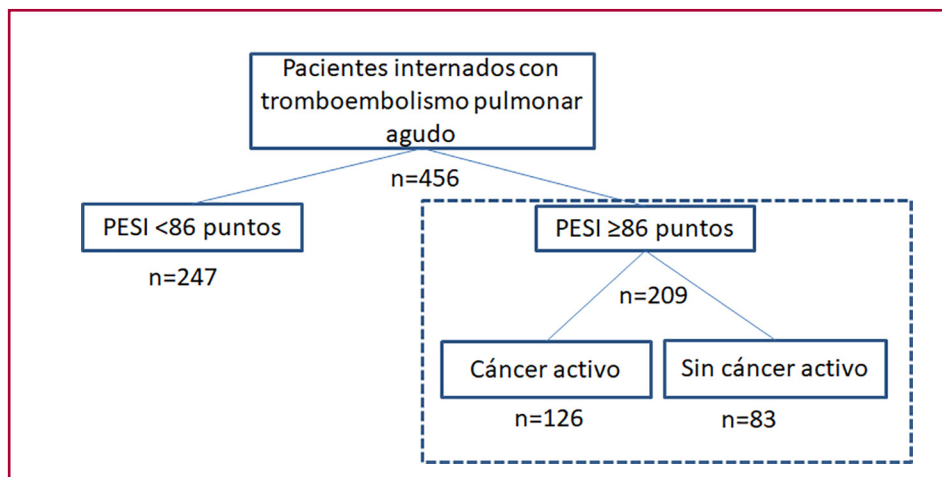 Pacientes internados con
tromboembolismo pulmonar
agudo
n=456
PESI <86 puntos
n=247
PESI ≥86 puntos
n=209
Cáncer activo
n=126
Sin cáncer activo
n=83